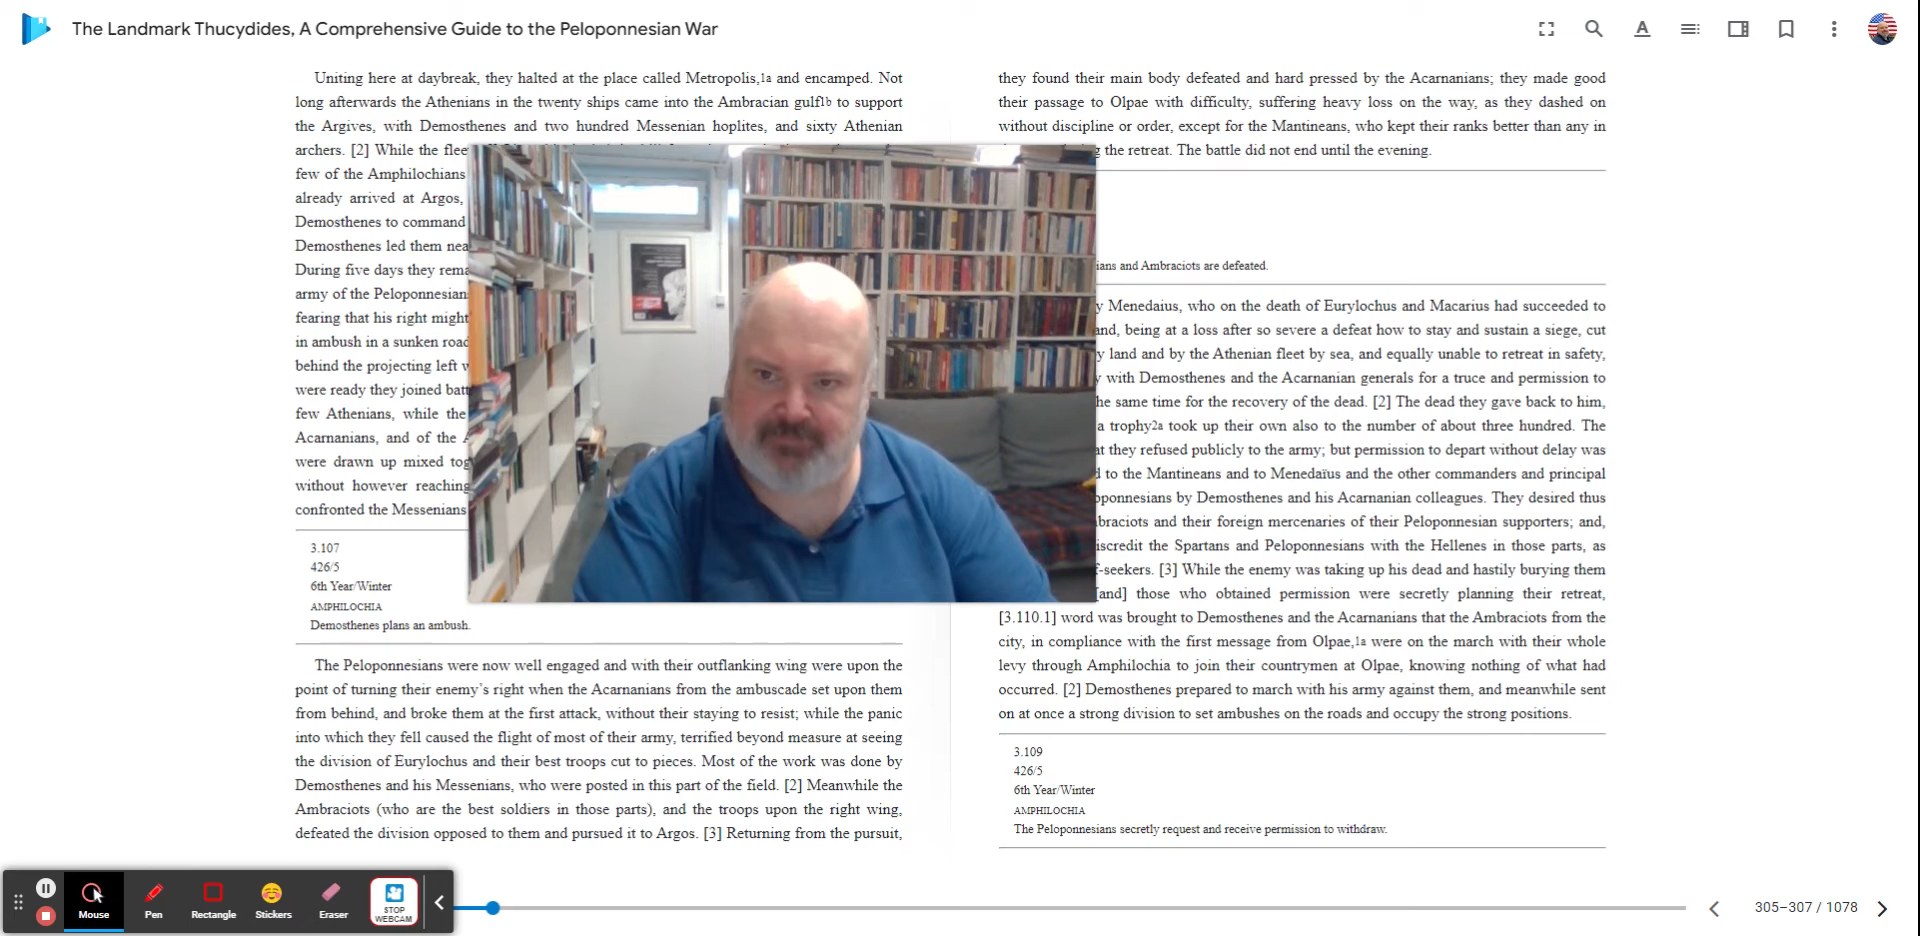 The Landmark Thucydides, A Comprehensive Guide to the Peloponnesian War
Uniting here at daybreak, they halted at the place called Metropolis,1a and encamped. Not
long afterwards the Athenians in the twenty ships came into the Ambracian gulf1b to support
the Argives, with Demosthenes and two hundred Messenian hoplites, and sixty Athenian
archers. [2] While the flee
few of the Amphilochians
already arrived at Argos,
Demosthenes to command
Demosthenes led them nea
During five days they rema
army of the Peloponnesian
fearing that his right might
in ambush in a sunken road
behind the projecting left w
were ready they joined batt
few Athenians, while the
Acarnanians, and of the A
were drawn up mixed tog
without however reaching
confronted the Messenians
3.107
426/5
6th Year/Winter
AMPHILOCHIA
Demosthenes plans an ambush.
The Peloponnesians were now well engaged and with their outflanking wing were upon the
point of turning their enemy’s right when the Acarnanians from the ambuscade set upon them
from behind, and broke them at the first attack, without their staying to resist; while the panic
into which they fell caused the flight of most of their army, terrified beyond measure at seeing
the division of Eurylochus and their best troops cut to pieces. Most of the work was done by
Demosthenes and his Messenians, who were posted in this part of the field. [2] Meanwhile the
Ambraciots (who are the best soldiers in those parts), and the troops upon the right wing,
defeated the division opposed to them and pursued it to Argos. [3] Returning from the pursuit,
they found their main body defeated and hard pressed by the Acarnanians; they made good
their passage to Olpae with difficulty, suffering heavy loss on the way, as they dashed on
without discipline or order, except for the Mantineans, who kept their ranks better than any in
g the retreat. The battle did not end until the evening.
ians and Ambraciots are defeated.
y Menedaius, who on the death of Eurylochus and Macarius had succeeded to
and, being at a loss after so severe a defeat how to stay and sustain a siege, cut
y land and by the Athenian fleet by sea, and equally unable to retreat in safety,
y with Demosthenes and the Acarnanian generals for a truce and permission to
he same time for the recovery of the dead. [2] The dead they gave back to him,
a trophy2a took up their own also to the number of about three hundred. The
at they refused publicly to the army; but permission to depart without delay was
d to the Mantineans and to Menedaïus and the other commanders and principal
oponnesians by Demosthenes and his Acarnanian colleagues. They desired thus
braciots and their foreign mercenaries of their Peloponnesian supporters; and,
iscredit the Spartans and Peloponnesians with the Hellenes in those parts, as
f-seekers. [3] While the enemy was taking up his dead and hastily burying them
[and] those who obtained permission were secretly planning their retreat,
[3.110.1] word was brought to Demosthenes and the Acarnanians that the Ambraciots from the
city, in compliance with the first message from Olpae,1a were on the march with their whole
levy through Amphilochia to join their countrymen at Olpae, knowing nothing of what had
occurred. [2] Demosthenes prepared to march with his army against them, and meanwhile sent
on at once a strong division to set ambushes on the roads and occupy the strong positions.
3.109
426/5
6th Year/Winter
AMPHILOCHIA
The Peloponnesians secretly request and receive permission to withdraw.
Mouse
Pen
Rectangle
Stickers
Eraser
STOP
WEBCAM
305–307 / 1078